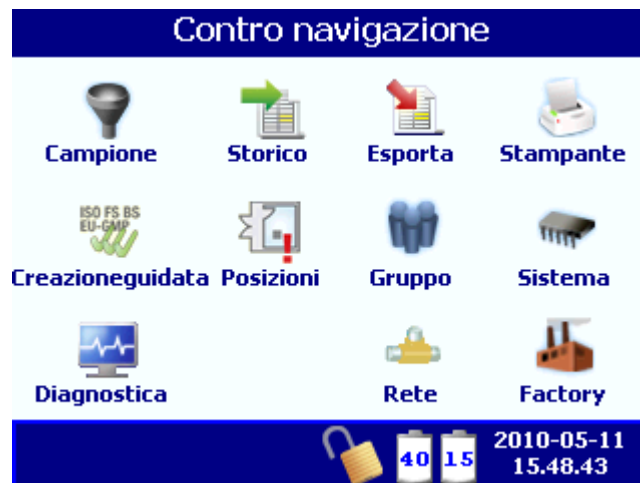 Contro navigazione
Campione Storico Esporta Stampante
ISO FS BS
EU-GMP
Creazioneguidata Posizioni Gruppo Sistema
Diagnostica Rete Factory
40 15 2010-05-11
15.48.43